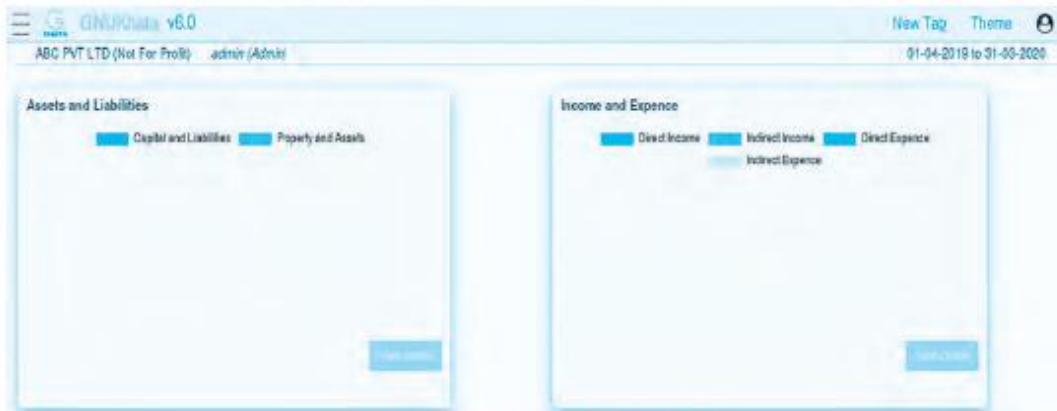 GNUKhata v6.0
New Tab Theme
ABC PVT LTD (Not For Profit) admin (Admin)
01-04-2019 to 31-03-2020
Assets and Liabilities
Capital and Liabilities Poperty and Assets
Income and Expence
Direct Income Indirect Income Direct Expence
Indirect Expence